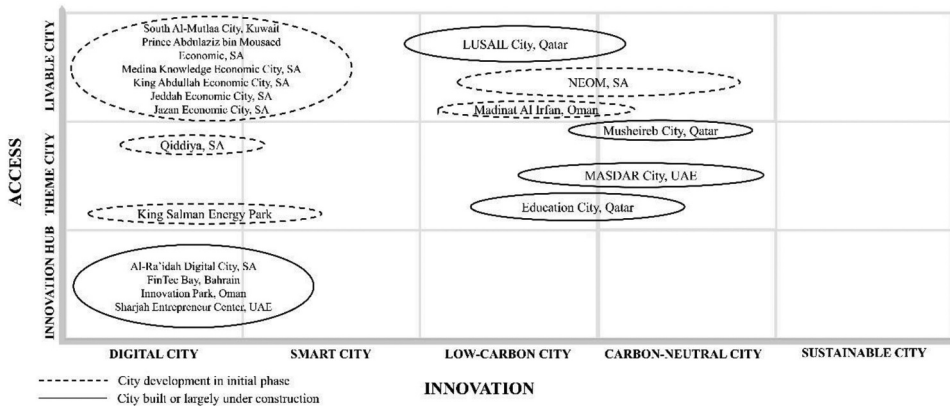 ACCESS
LIVABLE CITY
THEME CITY
INNOVATION HUB
South Al-Mutlaa City, Kuwait
Prince Abdulaziz bin Mousaed
Economic, SA
Medina Knowledge Economic City, SA
King Abdullah Economic City, SA
Jeddah Economic City, SA
Jazan Economic City, SA
LUSAIL City, Qatar
NEOM, SA
Madinat Al Irfan, Oman
Musheireb City, Qatar
Qiddiya, SA
MASDAR City, UAE
King Salman Energy Park
Education City, Qatar
Al-Ra'idah Digital City, SA
FinTec Bay, Bahrain
Innovation Park, Oman
Sharjah Entrepreneur Center, UAE
DIGITAL CITY
SMART CITY
LOW-CARBON CITY
CARBON-NEUTRAL CITY
SUSTAINABLE CITY
INNOVATION
City development in initial phase
City built or largely under construction